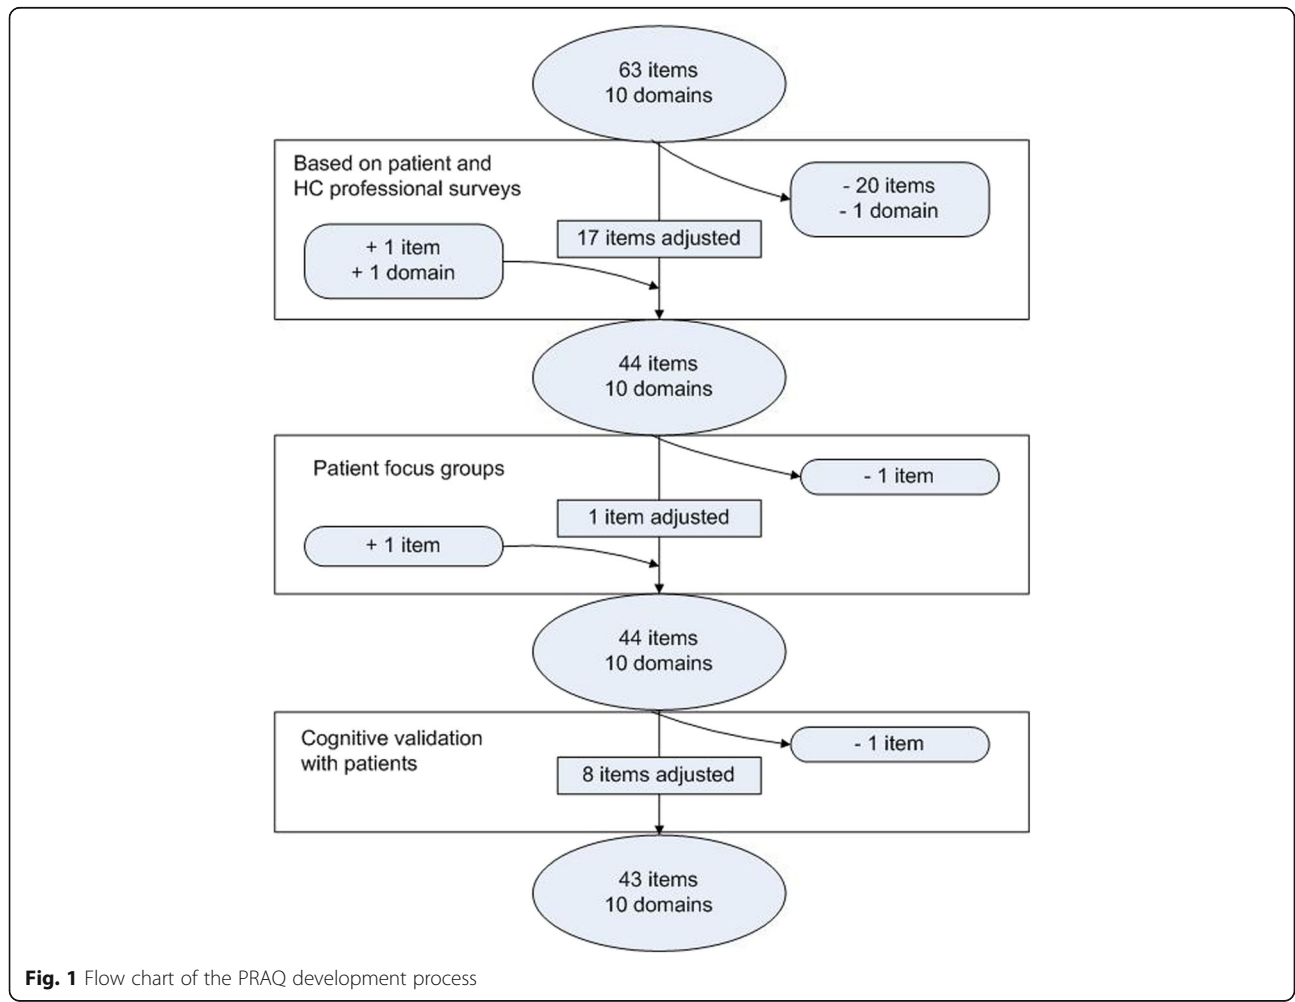 63 items
10 domains
Based on patient and
HC professional surveys
- 20 items
- 1 domain
17 items adjusted
+ 1 item
+ 1 domain
44 items
10 domains
Patient focus groups
- 1 item
1 item adjusted
+ 1 item
44 items
10 domains
Cognitive validation
with patients
- 1 item
8 items adjusted
43 items
10 domains
Fig. 1 Flow chart of the PRAQ development process